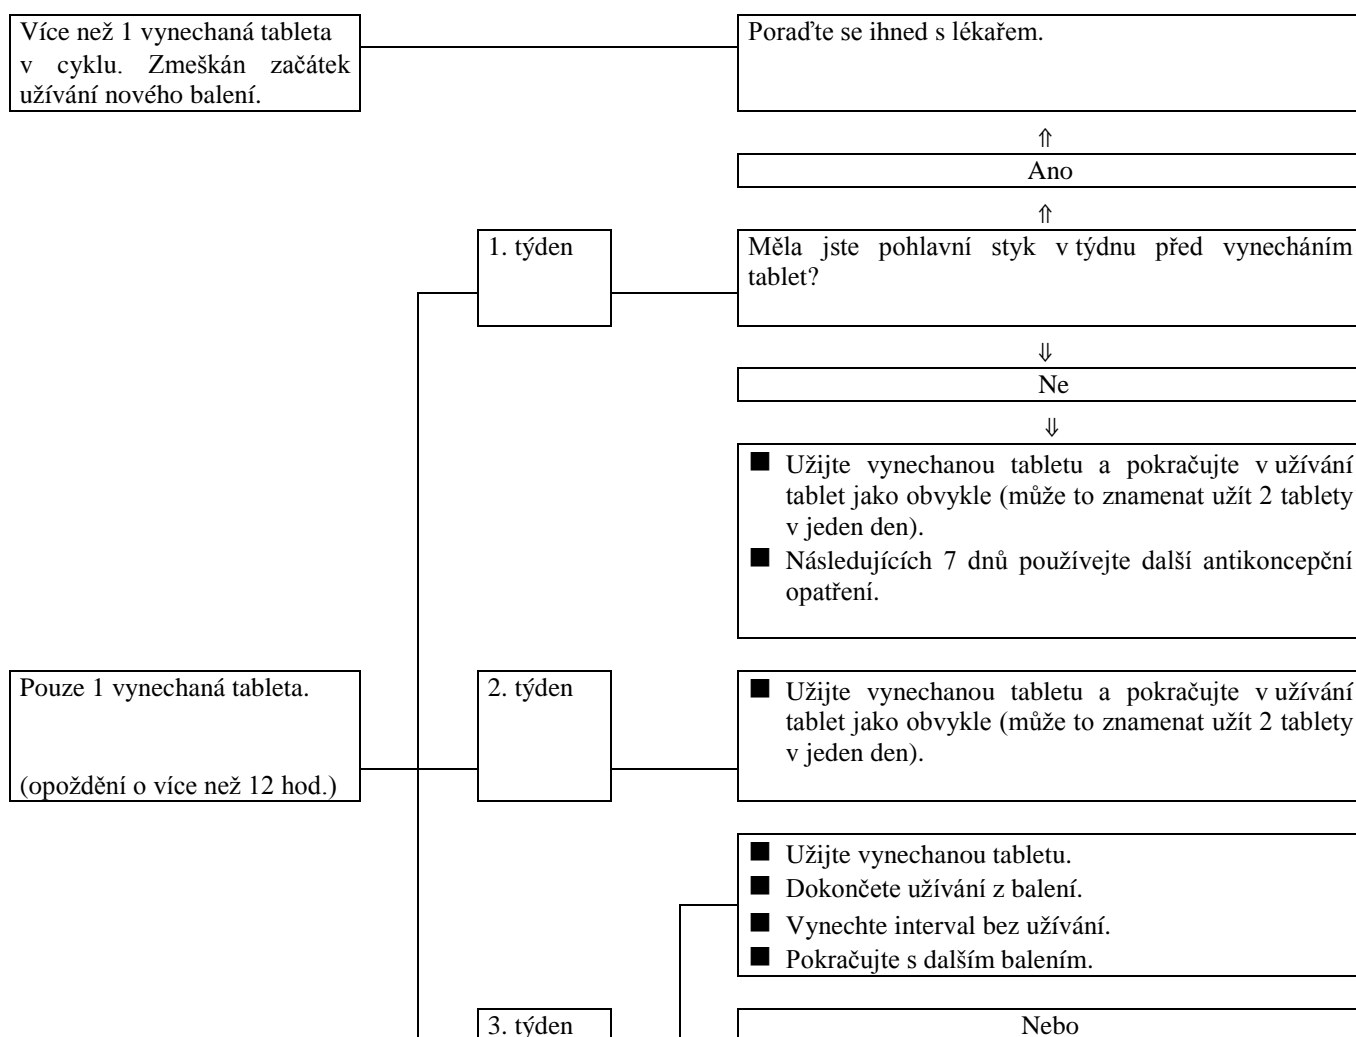 Více než 1 vynechaná tableta
v cyklu. Zmeškán začátek
užívání nového balení.
Poraďte se ihned s lékařem.
⇑
Ano
⇑
1. týden
Měla jste pohlavní styk v týdnu před vynecháním
tablet?
⇓
Ne
⇓
■ Užijte vynechanou tabletu a pokračujte v užívání
tablet jako obvykle (může to znamenat užít 2 tablety
v jeden den).
■ Následujících 7 dnů používejte další antikoncepční
opatření.
Pouze 1 vynechaná tableta.
(opoždění o více než 12 hod.)
2. týden
■ Užijte vynechanou tabletu a pokračujte v užívání
tablet jako obvykle (může to znamenat užít 2 tablety
v jeden den).
■ Užijte vynechanou tabletu.
■ Dokončete užívání z balení.
■ Vynechte interval bez užívání.
■ Pokračujte s dalším balením.
3. týden
Nebo